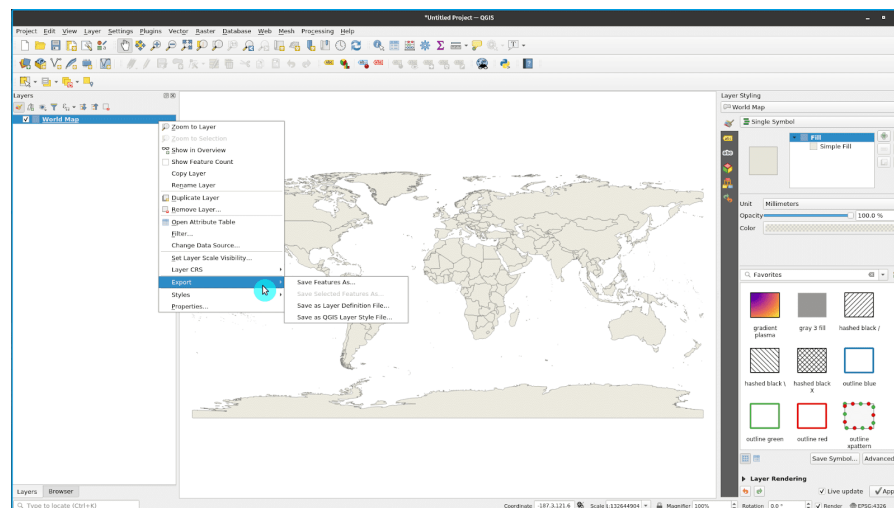 *Untitled Project — QGIS
Project Edit View Layer Settings Plugins Vector Raster Database Web Mesh Processing Help
Layers
World Map
Zoom to Layer
Zoom to Selection
Show in Overview
Show Feature Count
Copy Layer
Rename Layer
Duplicate Layer
Remove Layer...
Open Attribute Table
Filter...
Change Data Source...
Set Layer Scale Visibility...
Layer CRS
Export
Styles
Properties...
Save Features As...
Save Selected Features As...
Save as Layer Definition File...
Save as QGIS Layer Style File...
Layer Styling
World Map
Single Symbol
Fill
Simple Fill
Unit Millimeters
Opacity 100.0 %
Color
Favorites
gradient plasma
gray 3 fill
hashed black /
hashed black \
hashed black X
outline blue
outline green
outline red
outline xpattern
Save Symbol... Advanced
Layer Rendering
Live update App
Layers Browser
Type to locate (Ctrl+K)
Coordinate -187.3,121.6 Scale 1:132644904 Magnifier 100% Rotation 0.0 ° Render EPSG:4326